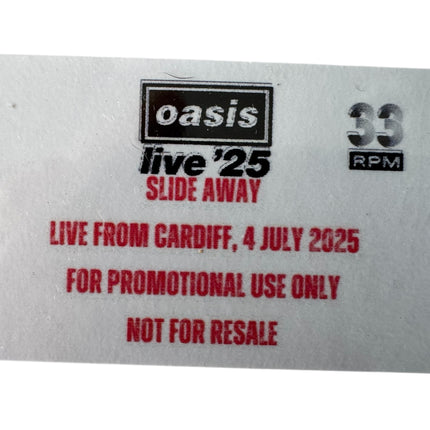 oasis
live '25
33
RPM
SLIDE AWAY
LIVE FROM CARDIFF, 4 JULY 2025
FOR PROMOTIONAL USE ONLY
NOT FOR RESALE